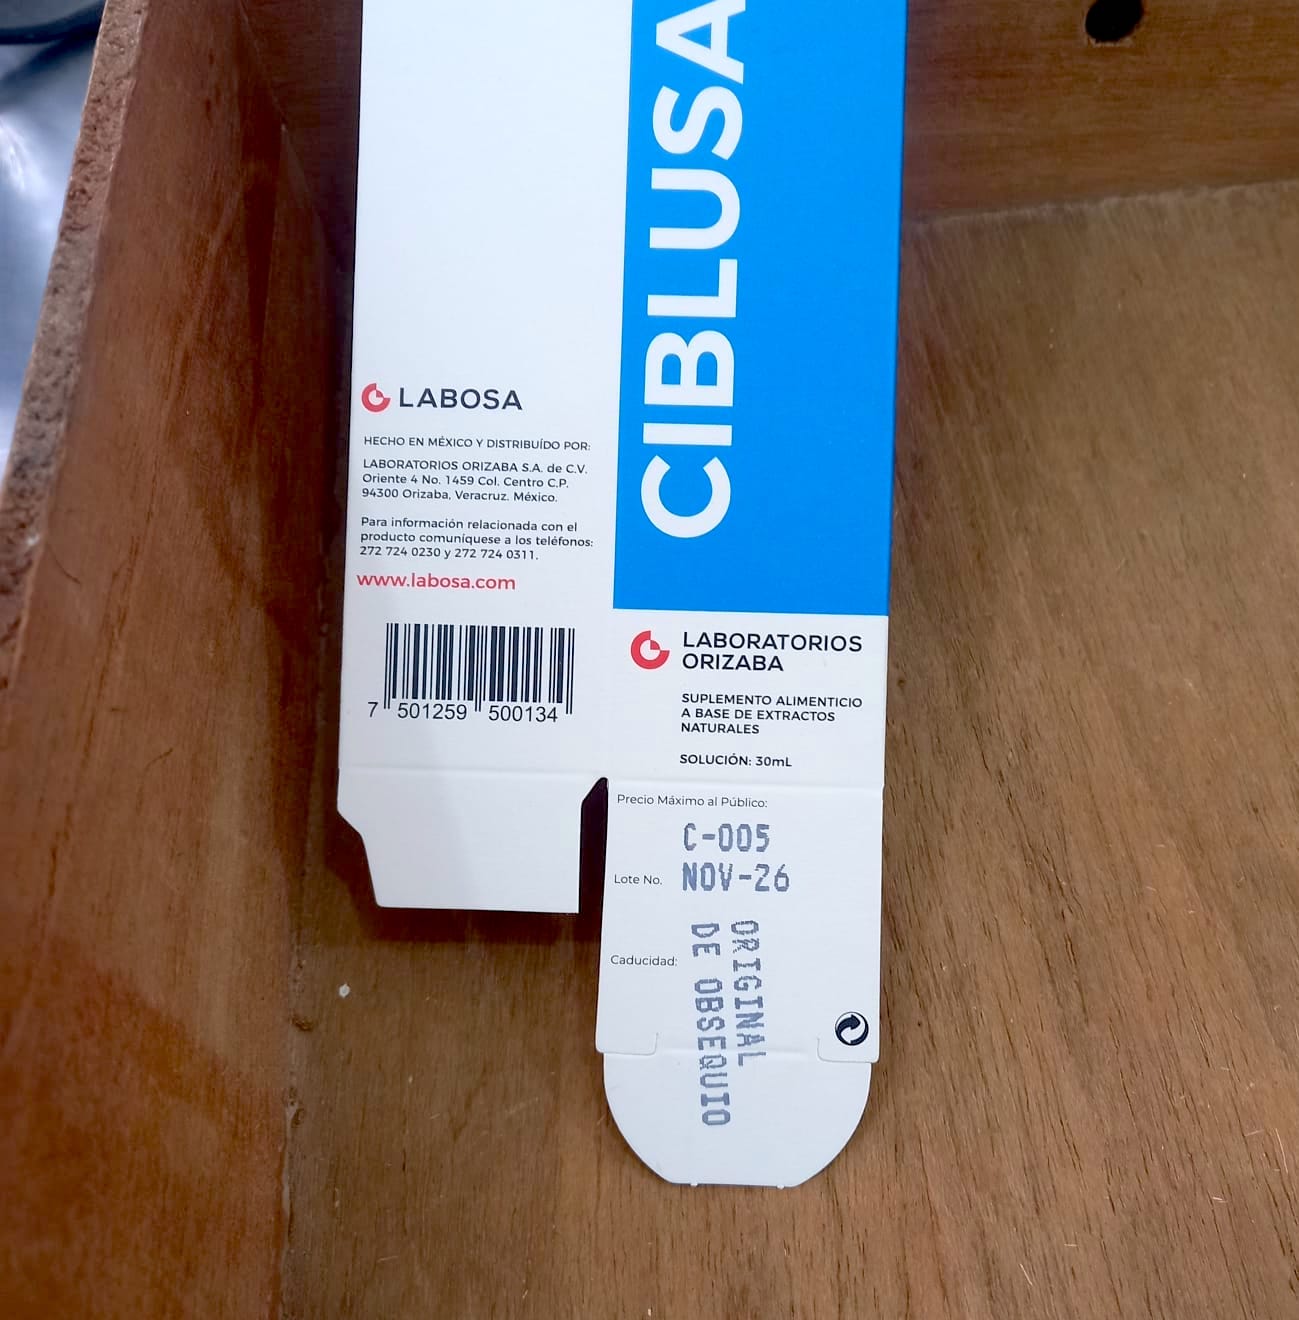 CIBLUSA
LABOSA
HECHO EN MÉXICO Y DISTRIBUÍDO POR:
LABORATORIOS ORIZABA S.A. de C.V.
Oriente 4 No. 1459 Col. Centro C.P.
94300 Orizaba, Veracruz. México.
Para información relacionada con el
producto comuníquese a los teléfonos:
272 724 0230 y 272 724 0311.
www.labosa.com
7 501259 500134
LABORATORIOS
ORIZABA
SUPLEMENTO ALIMENTICIO
A BASE DE EXTRACTOS
NATURALES
SOLUCIÓN: 30mL
Precio Máximo al Público:
C-005
Lote No. NOV-26
Caducidad:
ORIGINAL
DE OBSEQUIO